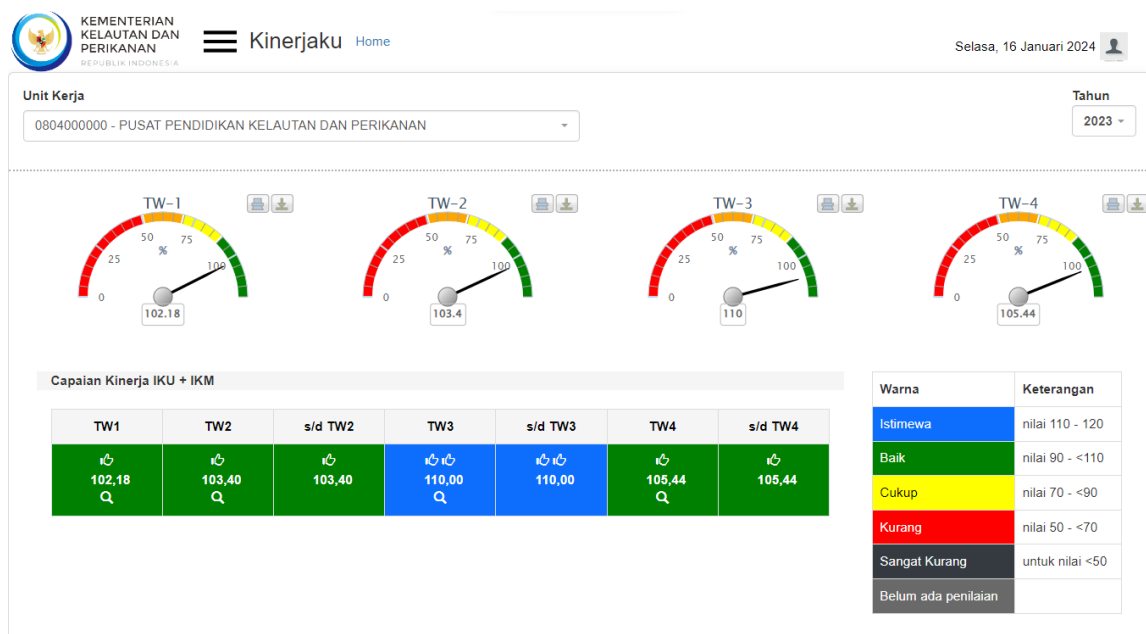 KEMENTERIAN
KELAUTAN DAN
PERIKANAN
REPUBLIK INDONESIA
Kinerjaku Home
Selasa, 16 Januari 2024
Unit Kerja
Tahun
0804000000 - PUSAT PENDIDIKAN KELAUTAN DAN PERIKANAN
2023
TW-1
0
25
50
75
100
%
102.18
TW-2
0
25
50
75
100
%
103.4
TW-3
0
25
50
75
100
%
110
TW-4
0
25
50
75
100
%
105.44
Capaian Kinerja IKU + IKM
TW1 TW2 s/d TW2 TW3 s/d TW3 TW4 s/d TW4
102,18 103,40 103,40 110,00 110,00 105,44 105,44
Warna Keterangan
Istimewa nilai 110 - 120
Baik nilai 90 - <110
Cukup nilai 70 - <90
Kurang nilai 50 - <70
Sangat Kurang untuk nilai <50
Belum ada penilaian